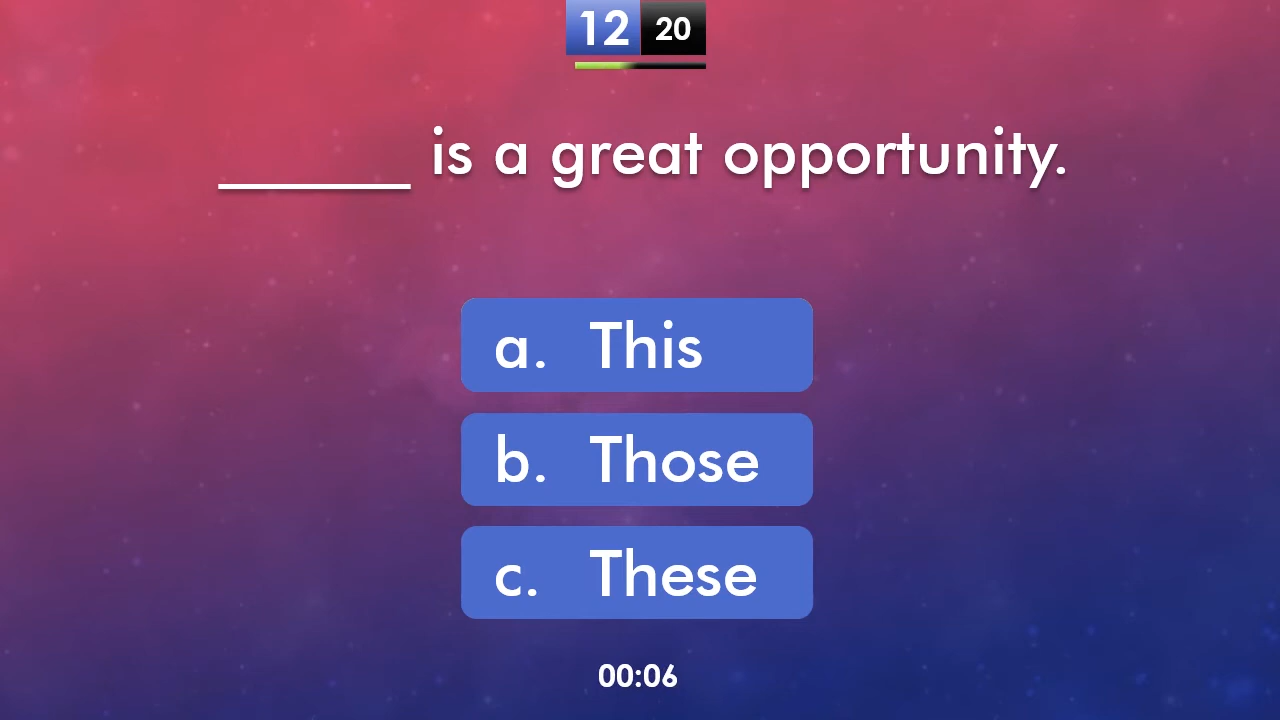 12 20
______ is a great opportunity.
a. This
b. Those
c. These
00:06